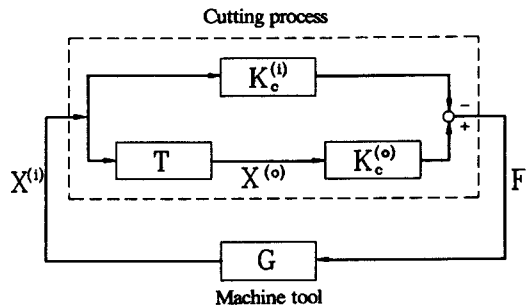 Cutting process
K_c^(i)
−
+
T
X^(o)
K_c^(o)
X^(i)
F
G
Machine tool